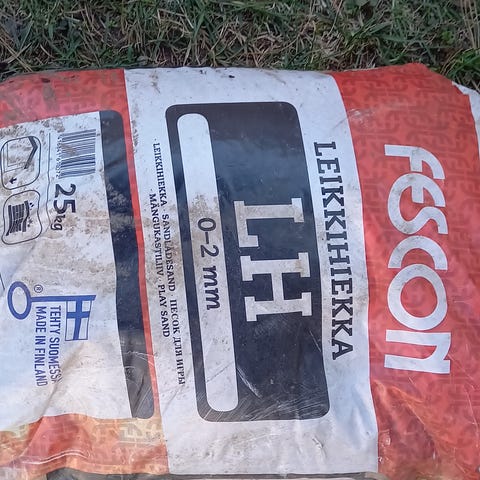 FESCON
LEIKKIHIEKKA
LH
0–2 mm
· LEIKKIHIEKKA · SANDLÅDESAND · ПЕСОК ДЛЯ ИГРЫ
· MÄNGUKASTILIIV · PLAY SAND
25 kg
TEHTY SUOMESSA
MADE IN FINLAND